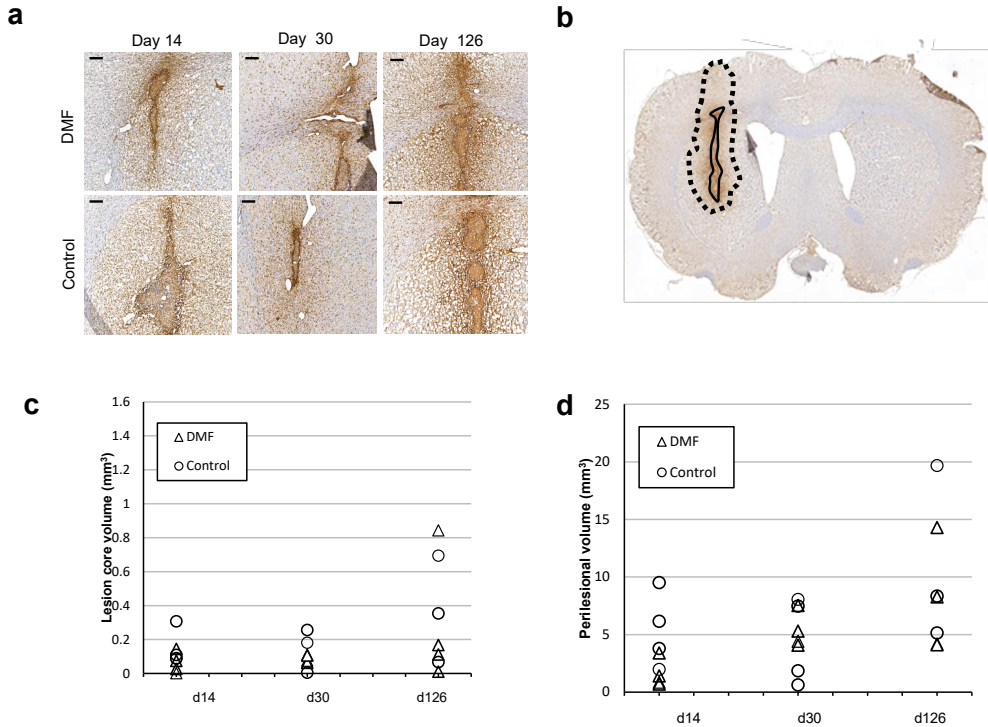 a
Day 14
Day 30
Day 126
DMF
Control
b
c
Lesion core volume (mm³)
1.6
1.4
1.2
1
0.8
0.6
0.4
0.2
0
DMF
Control
d14
d30
d126
d
Perilesional volume (mm³)
25
20
15
10
5
0
DMF
Control
d14
d30
d126